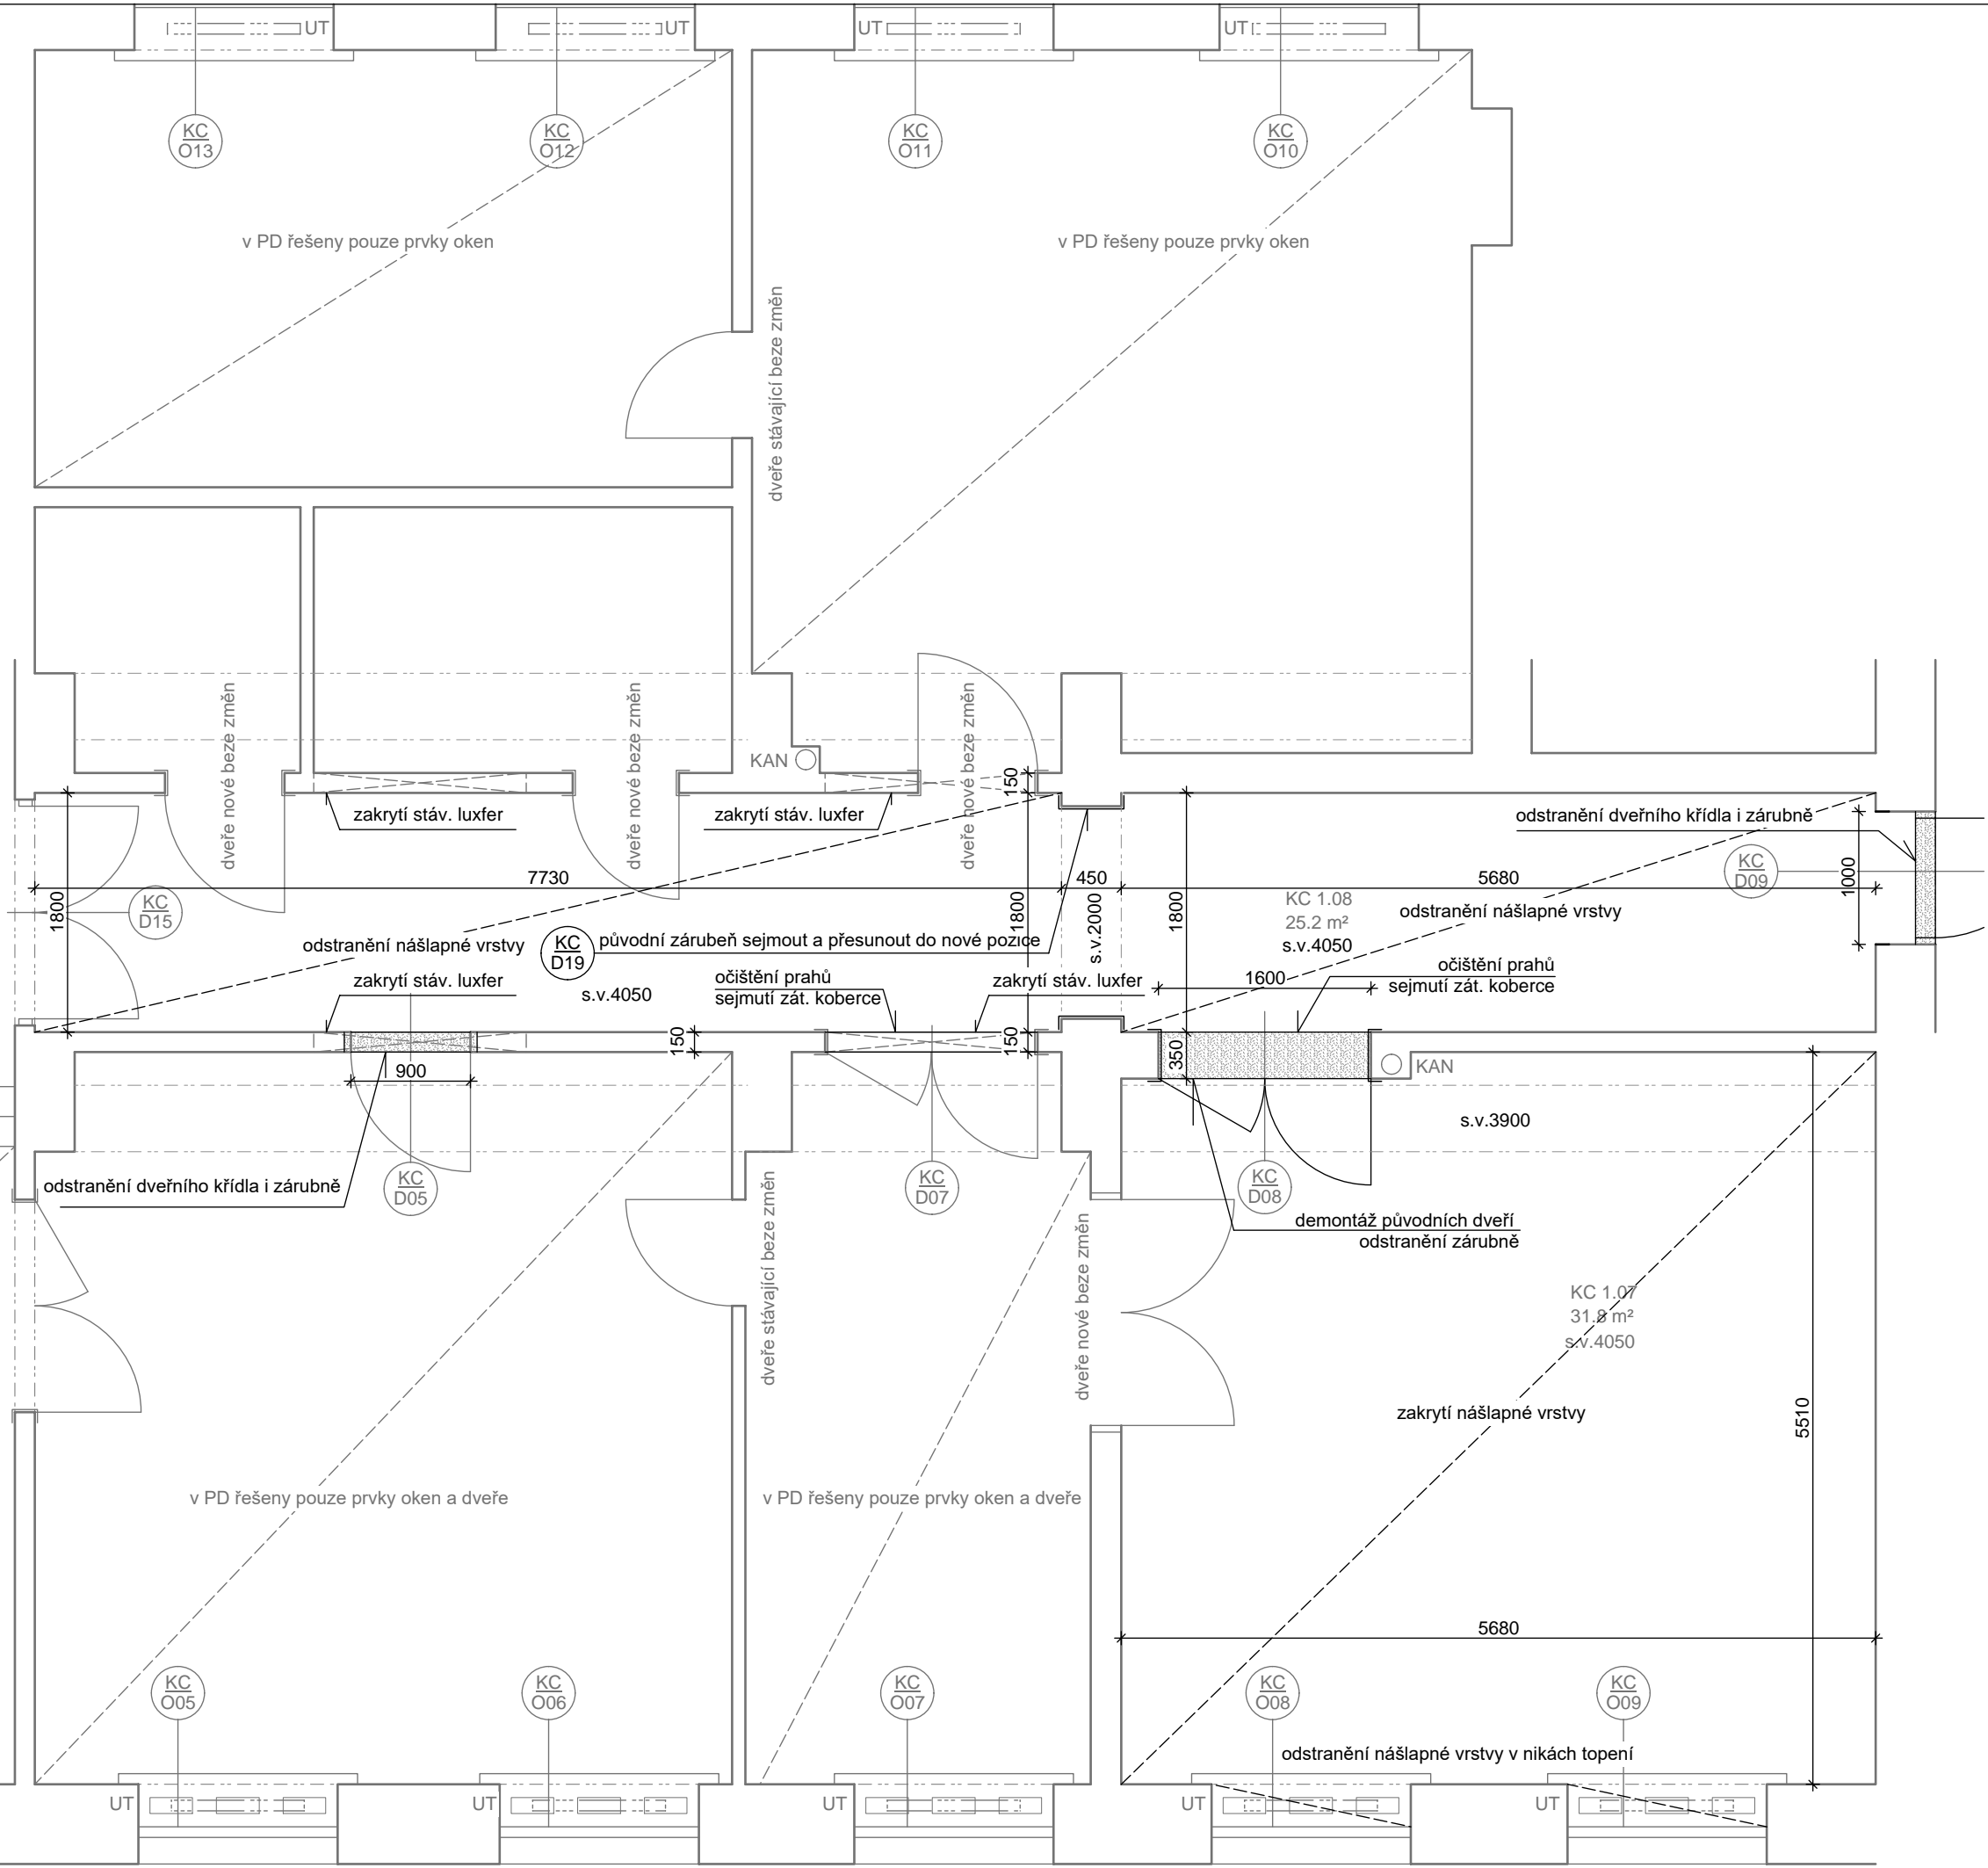 UT
UT
UT
UT
KC
O13
KC
O12
KC
O11
KC
O10
v PD řešeny pouze prvky oken
v PD řešeny pouze prvky oken
dveře stávající beze změn
dveře nové beze změn
dveře nové beze změn
dveře nové beze změn
KAN
150
zakrytí stáv. luxfer
zakrytí stáv. luxfer
odstranění dveřního křídla i zárubně
7730
450
5680
1800
1800
s.v.2000
1800
1000
KC
D15
KC
D09
KC 1.08
25.2 m²
s.v.4050
odstranění nášlapné vrstvy
odstranění nášlapné vrstvy
KC
D19
původní zárubeň sejmout a přesunout do nové pozice
zakrytí stáv. luxfer
s.v.4050
očištění prahů
sejmutí zát. koberce
zakrytí stáv. luxfer
1600
očištění prahů
sejmutí zát. koberce
150
150
350
900
KAN
s.v.3900
odstranění dveřního křídla i zárubně
KC
D05
KC
D07
KC
D08
demontáž původních dveří
odstranění zárubně
dveře stávající beze změn
dveře nové beze změn
KC 1.07
31.8 m²
s.v.4050
zakrytí nášlapné vrstvy
5510
v PD řešeny pouze prvky oken a dveře
v PD řešeny pouze prvky oken a dveře
5680
KC
O05
KC
O06
KC
O07
KC
O08
KC
O09
odstranění nášlapné vrstvy v nikách topení
UT
UT
UT
UT
UT